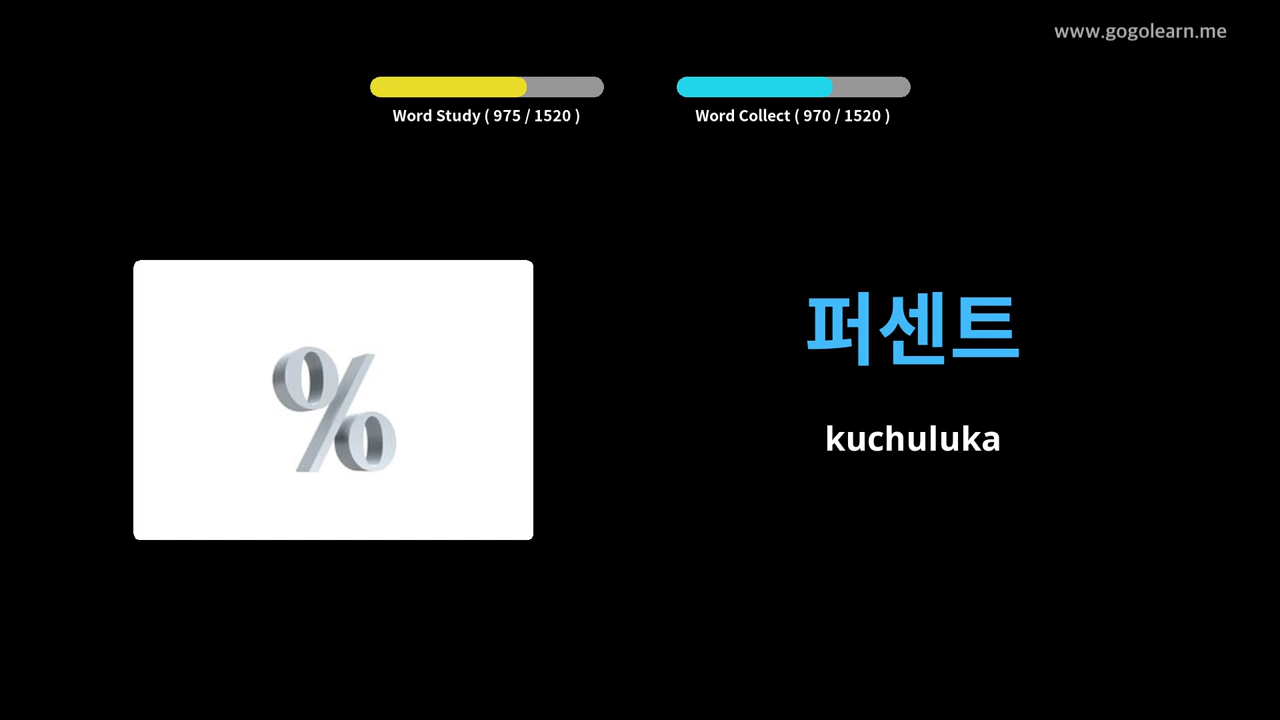 www.gogolearn.me
Word Study ( 975 / 1520 )
Word Collect ( 970 / 1520 )
%
퍼센트
kuchuluka